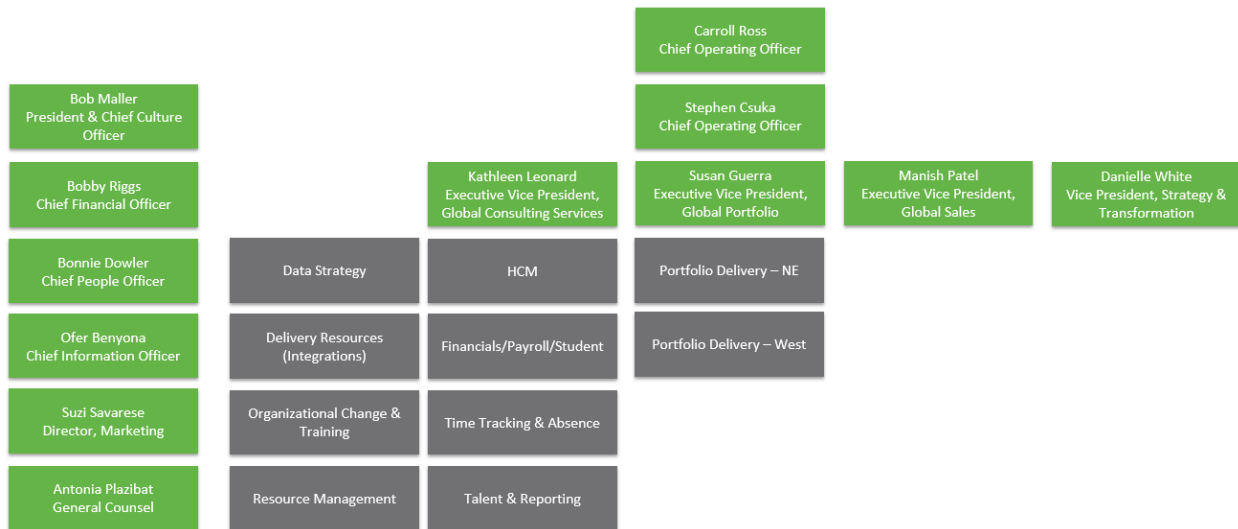 Carroll Ross
Chief Operating Officer
Bob Maller
President & Chief Culture
Officer
Stephen Csuka
Chief Operating Officer
Bobby Riggs
Chief Financial Officer
Kathleen Leonard
Executive Vice President,
Global Consulting Services
Susan Guerra
Executive Vice President,
Global Portfolio
Manish Patel
Executive Vice President,
Global Sales
Danielle White
Vice President, Strategy &
Transformation
Bonnie Dowler
Chief People Officer
Data Strategy
HCM
Portfolio Delivery – NE
Ofer Benyona
Chief Information Officer
Delivery Resources
(Integrations)
Financials/Payroll/Student
Portfolio Delivery – West
Suzi Savarese
Director, Marketing
Organizational Change &
Training
Time Tracking & Absence
Antonia Plazibat
General Counsel
Resource Management
Talent & Reporting